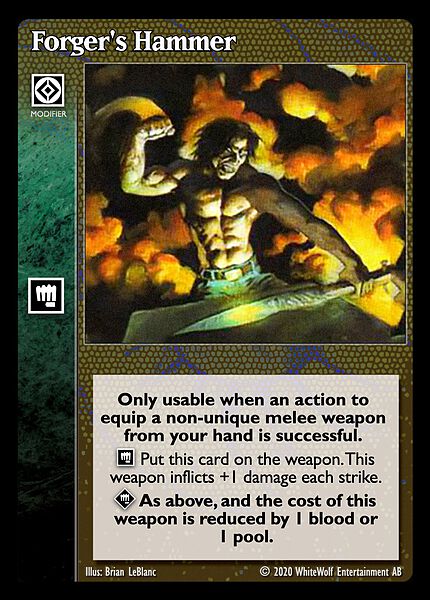 Forger's Hammer
MODIFIER
Only usable when an action to
equip a non-unique melee weapon
from your hand is successful.
Put this card on the weapon. This
weapon inflicts +1 damage each strike.
As above, and the cost of this
weapon is reduced by 1 blood or
1 pool.
Illus: Brian LeBlanc
© 2020 WhiteWolf Entertainment AB